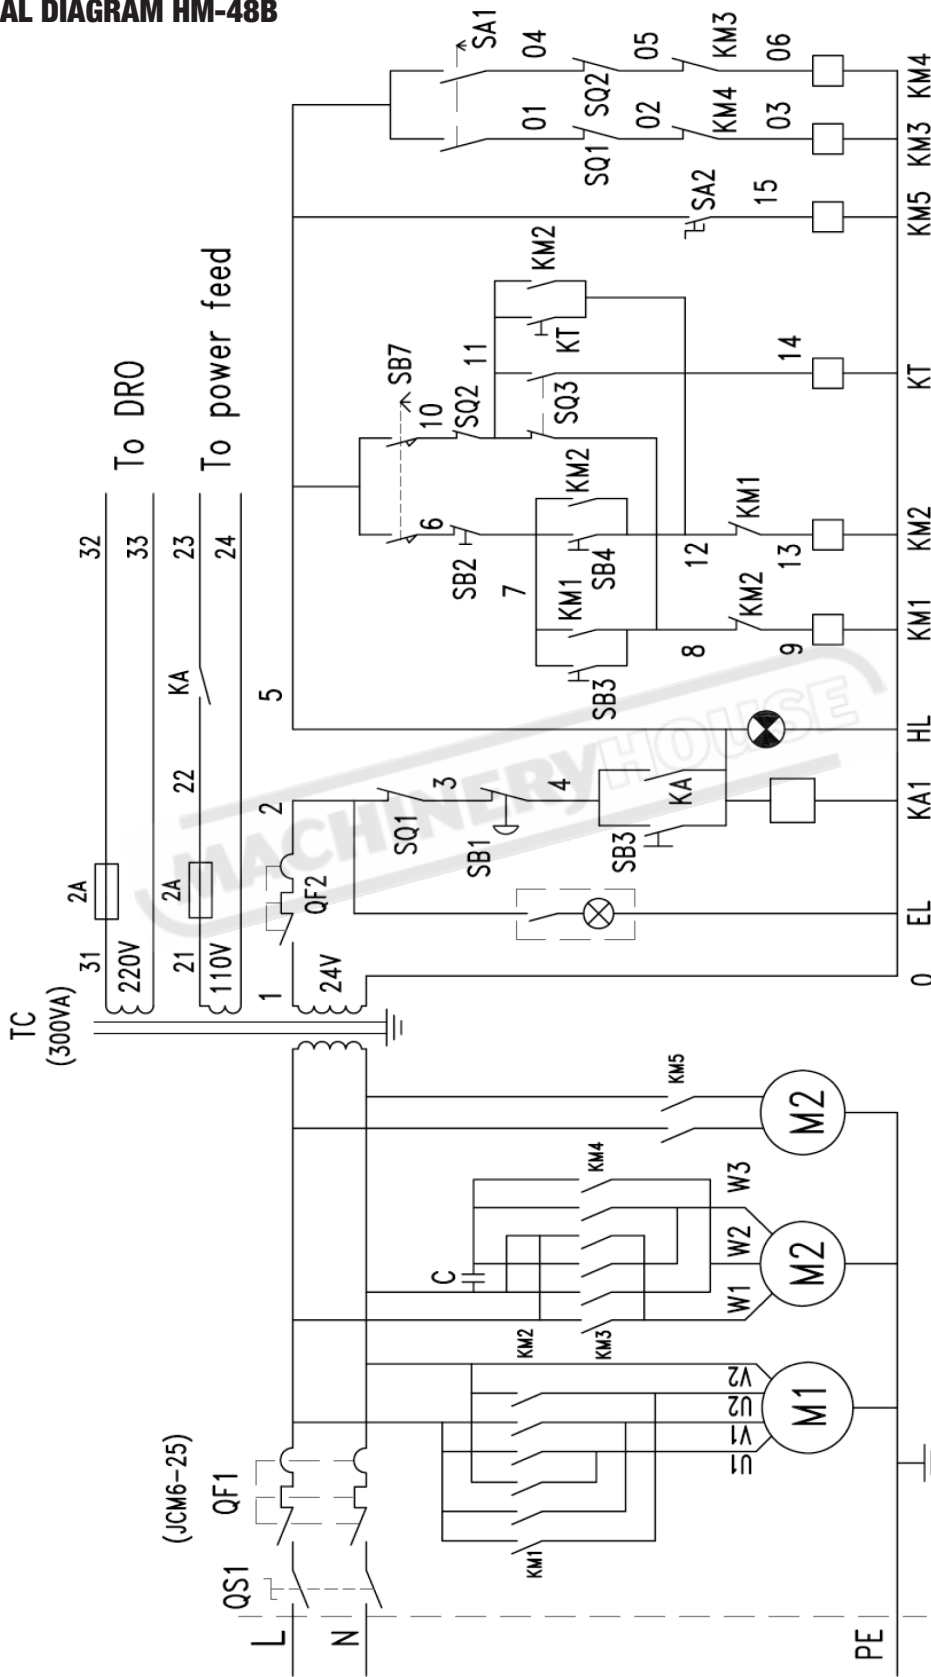 AL DIAGRAM HM-48B
TC
(300VA)
31
2A
32
220V
33
To DRO
21
2A
22
KA
23
110V
24
To power feed
1
24V
QF2
2
5
SQ1
3
SB1
4
SB3
KA
SB7
6
10
SB2
SQ2
11
7
KM1
SB3
SB4
KM2
SQ3
KT
KM2
8
12
KM2
KM1
9
13
14
SA2
15
SA1
01
04
SQ1
SQ2
02
05
KM4
KM3
03
06
0
EL
KA1
HL
KM1
KM2
KT
KM5
KM3
KM4
MACHINERYHOUSE
QS1
QF1
(JCM6-25)
L
N
PE
KM1
KM2
KM3
KM4
KM5
C
U1
V1
U2
V2
W1
W2
W3
M1
M2
M2